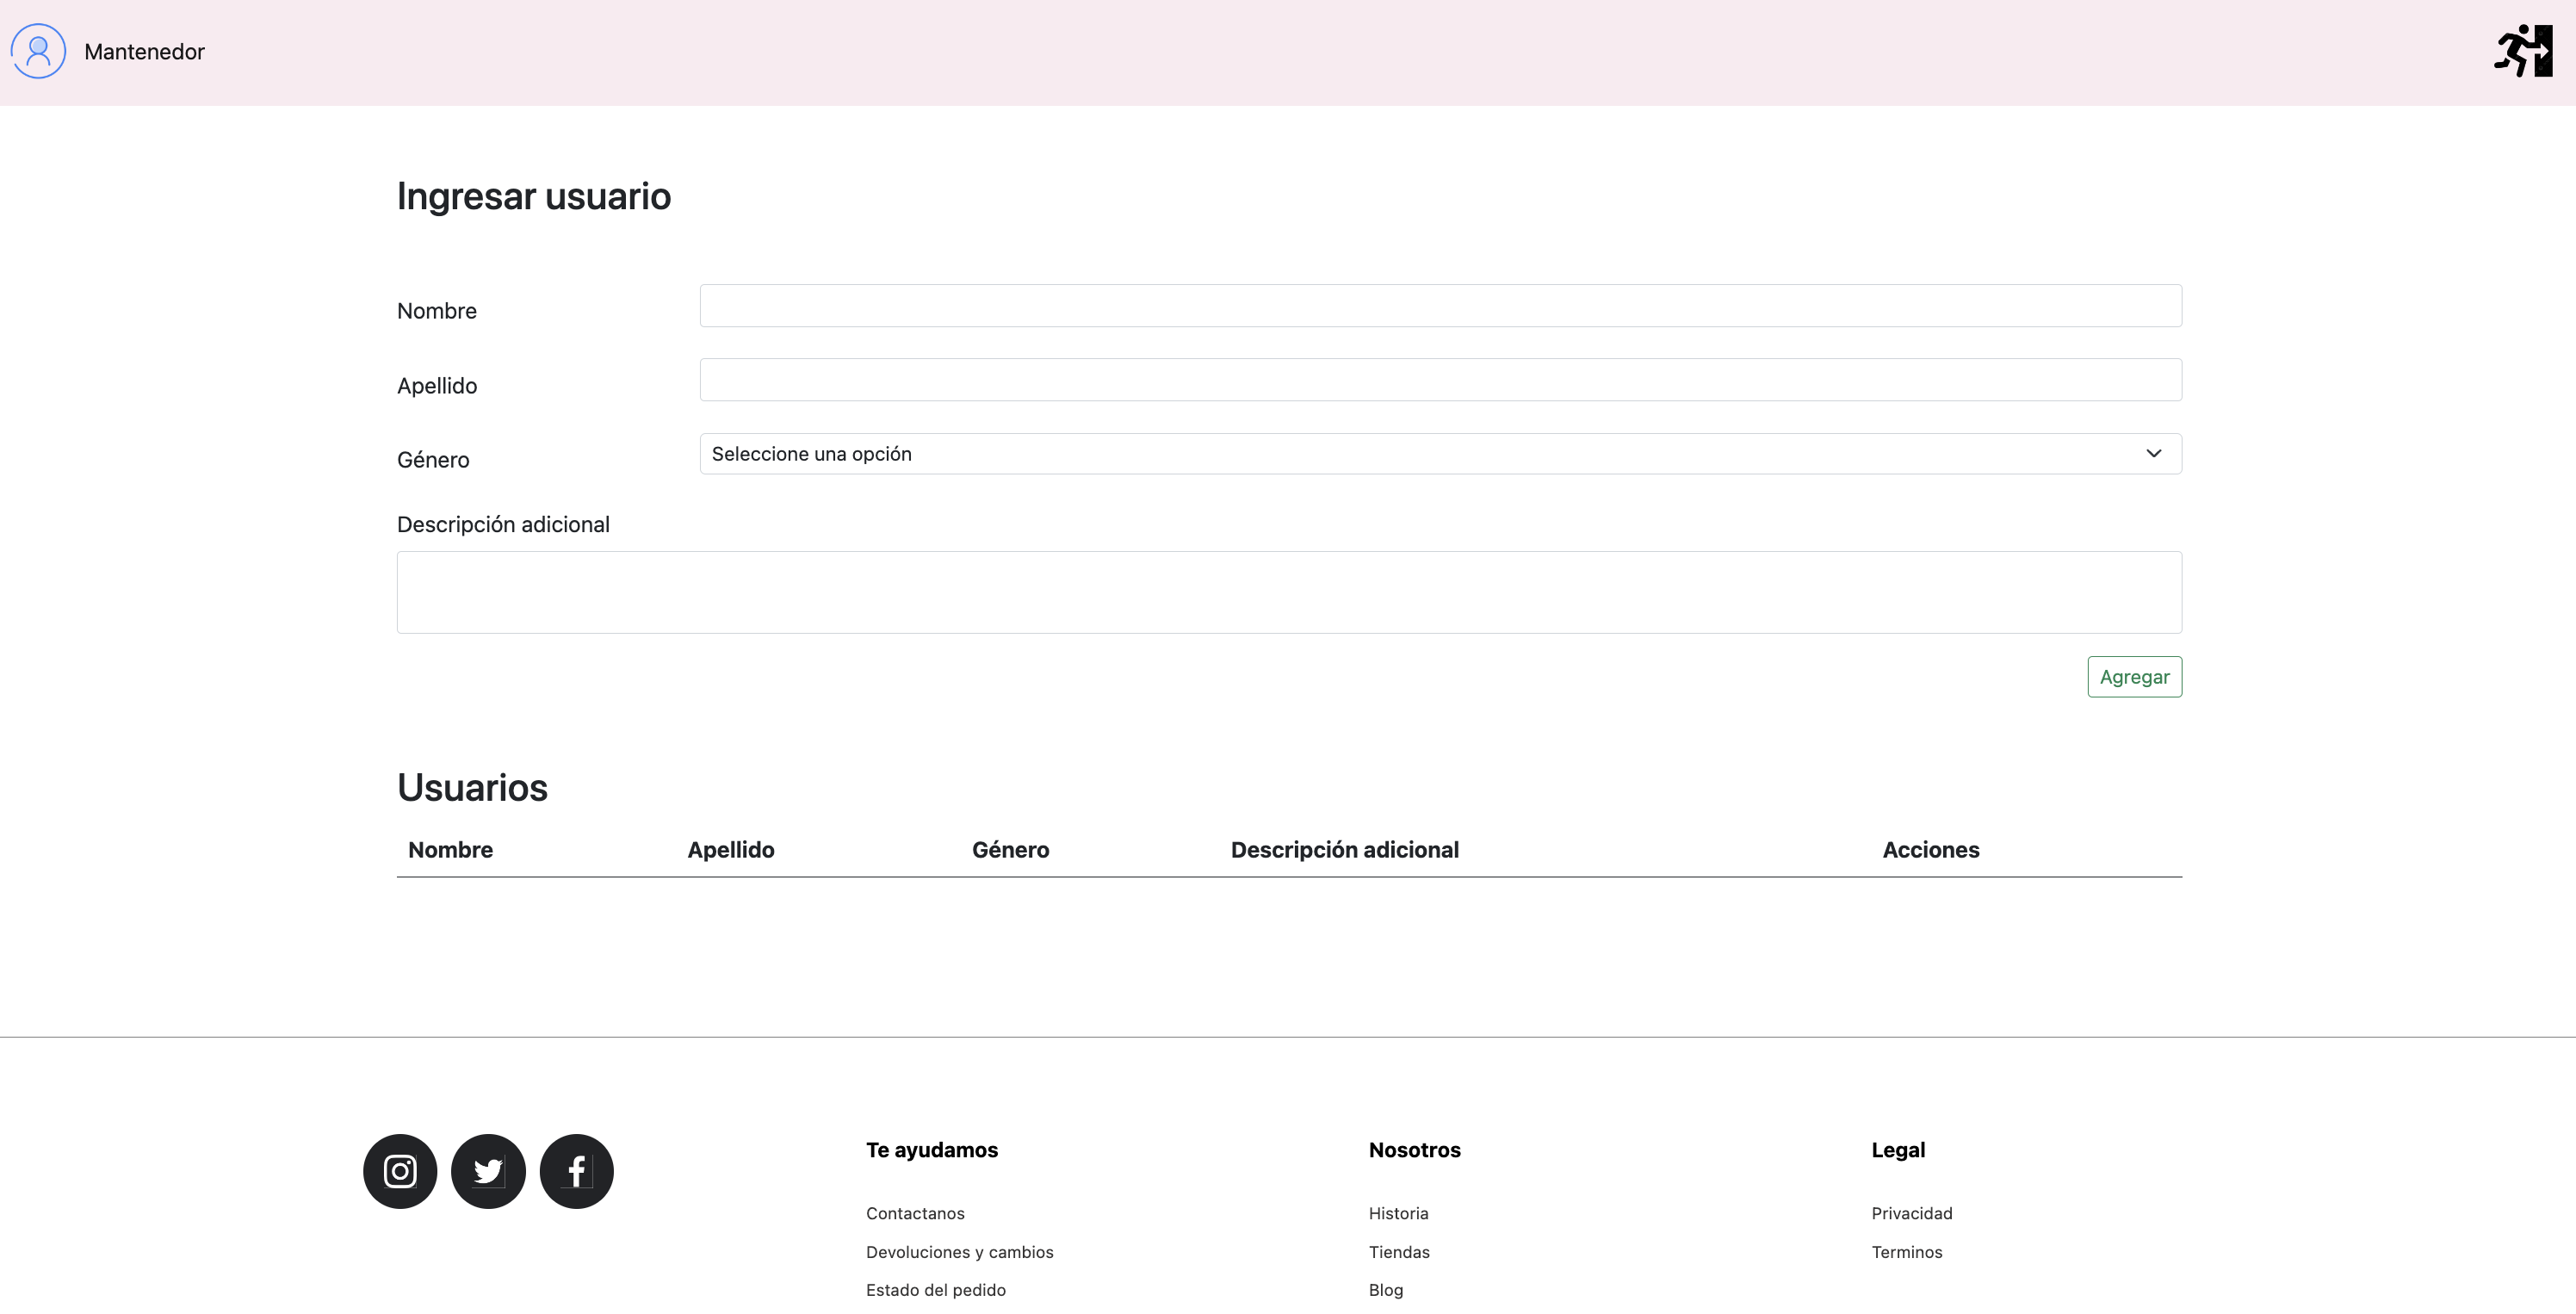 Mantenedor
Ingresar usuario
Nombre
Apellido
Género
Seleccione una opción
Descripción adicional
Agregar
Usuarios
Nombre Apellido Género Descripción adicional Acciones
Te ayudamos
Contactanos
Devoluciones y cambios
Estado del pedido
Nosotros
Historia
Tiendas
Blog
Legal
Privacidad
Terminos